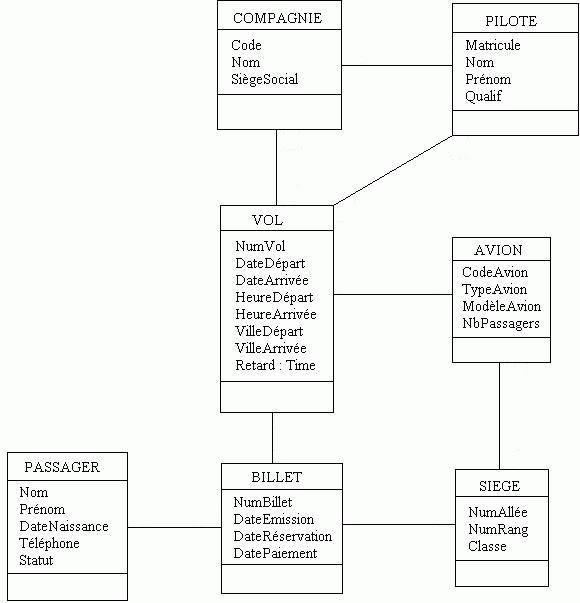 COMPAGNIE
Code
Nom
SiègeSocial
PILOTE
Matricule
Nom
Prénom
Qualif
VOL
NumVol
DateDépart
DateArrivée
HeureDépart
HeureArrivée
VilleDépart
VilleArrivée
Retard : Time
AVION
CodeAvion
TypeAvion
ModèleAvion
NbPassagers
PASSAGER
Nom
Prénom
DateNaissance
Téléphone
Statut
BILLET
NumBillet
DateEmission
DateRéservation
DatePaiement
SIEGE
NumAllée
NumRang
Classe